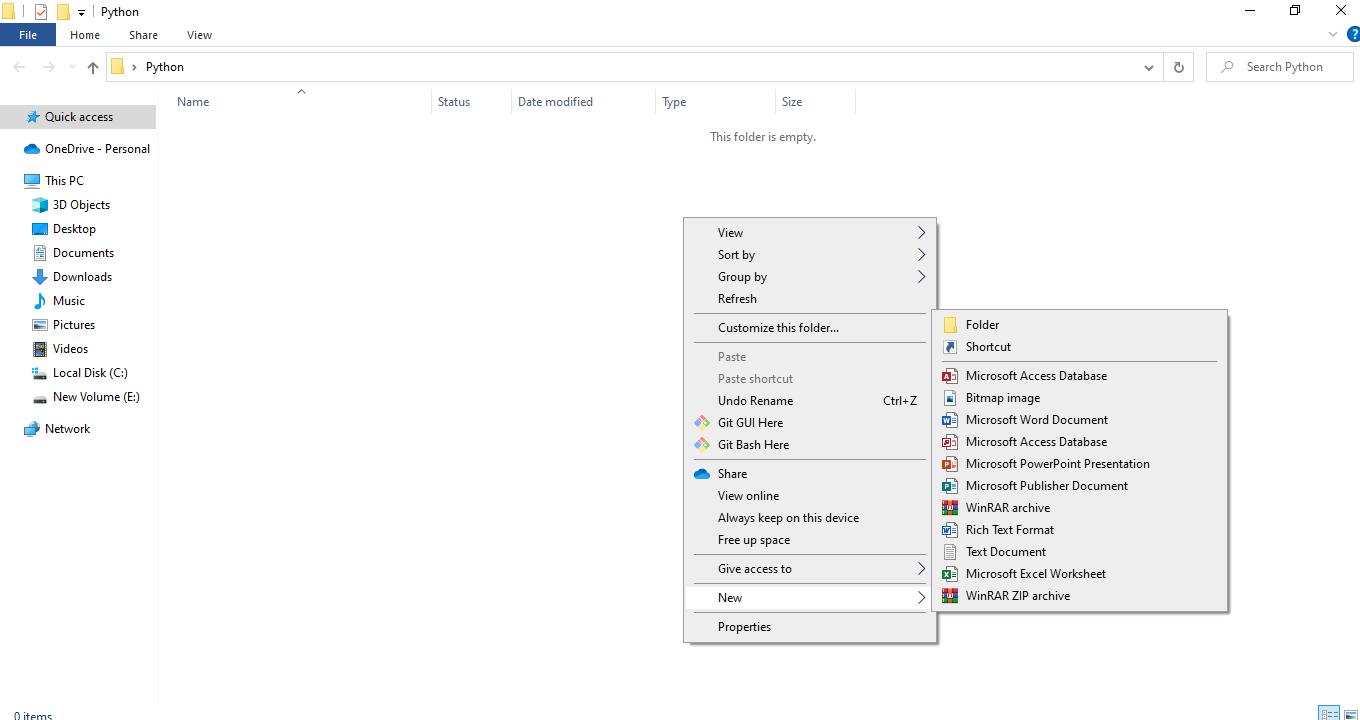 Python
File Home Share View
Python
Search Python
Name Status Date modified Type Size
This folder is empty.
Quick access
OneDrive - Personal
This PC
3D Objects
Desktop
Documents
Downloads
Music
Pictures
Videos
Local Disk (C:)
New Volume (E:)
Network
View
Sort by
Group by
Refresh
Customize this folder...
Paste
Paste shortcut
Undo Rename Ctrl+Z
Git GUI Here
Git Bash Here
Share
View online
Always keep on this device
Free up space
Give access to
New
Properties
Folder
Shortcut
Microsoft Access Database
Bitmap image
Microsoft Word Document
Microsoft Access Database
Microsoft PowerPoint Presentation
Microsoft Publisher Document
WinRAR archive
Rich Text Format
Text Document
Microsoft Excel Worksheet
WinRAR ZIP archive
0 items